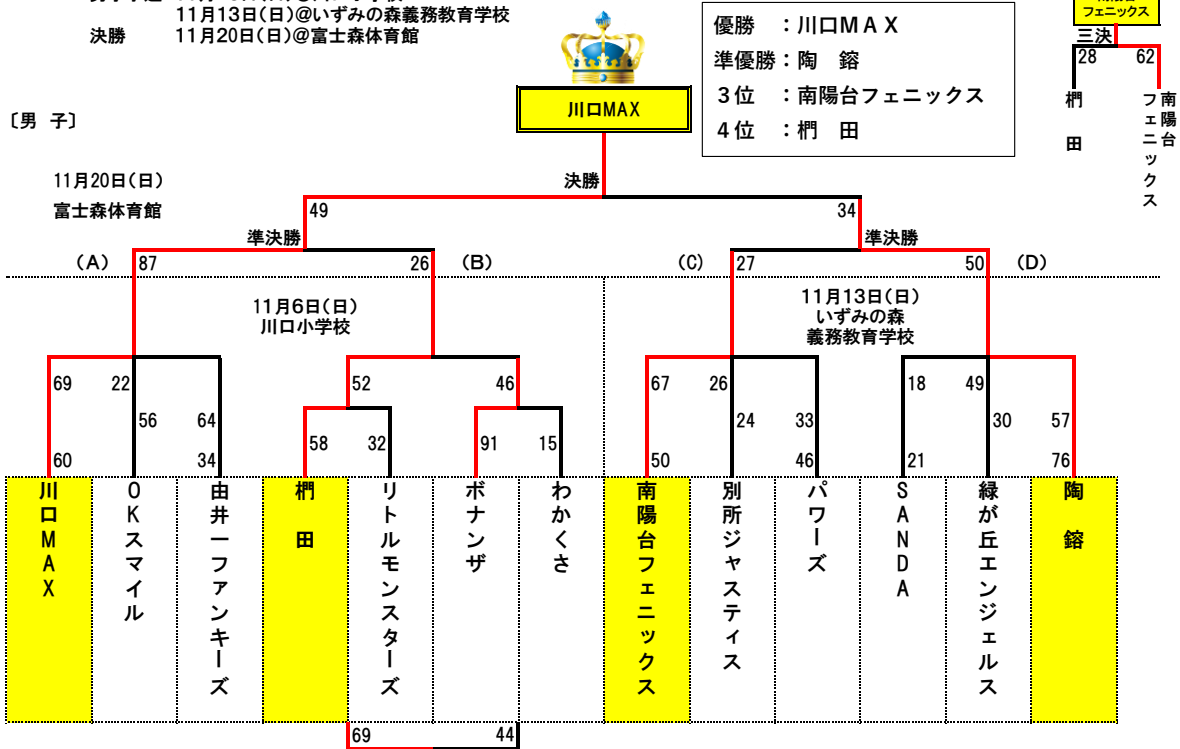 11月13日(日)@いずみの森義務教育学校
決勝 11月20日(日)@富士森体育館
優勝 ：川口ＭＡＸ
準優勝：陶 鎔
３位 ：南陽台フェニックス
４位 ：椚 田
フェニックス
三決
28 62
椚田
南陽台フェニックス
川口MAX
〔男 子〕
11月20日(日)
富士森体育館
決勝
49 34
準決勝 準決勝
(A) 87 26 (B) (C) 27 50 (D)
11月6日(日)
川口小学校
11月13日(日)
いずみの森
義務教育学校
69 22 52 46 67 26 18 49
56 64 24 33 30 57
58 32 91 15
60 34 50 46 21 76
川口MAX
OKスマイル
由井一ファンキーズ
椚田
リトルモンスターズ
ボナンザ
わかくさ
南陽台フェニックス
別所ジャスティス
パワーズ
SANDA
緑が丘エンジェルス
陶鎔
69 44